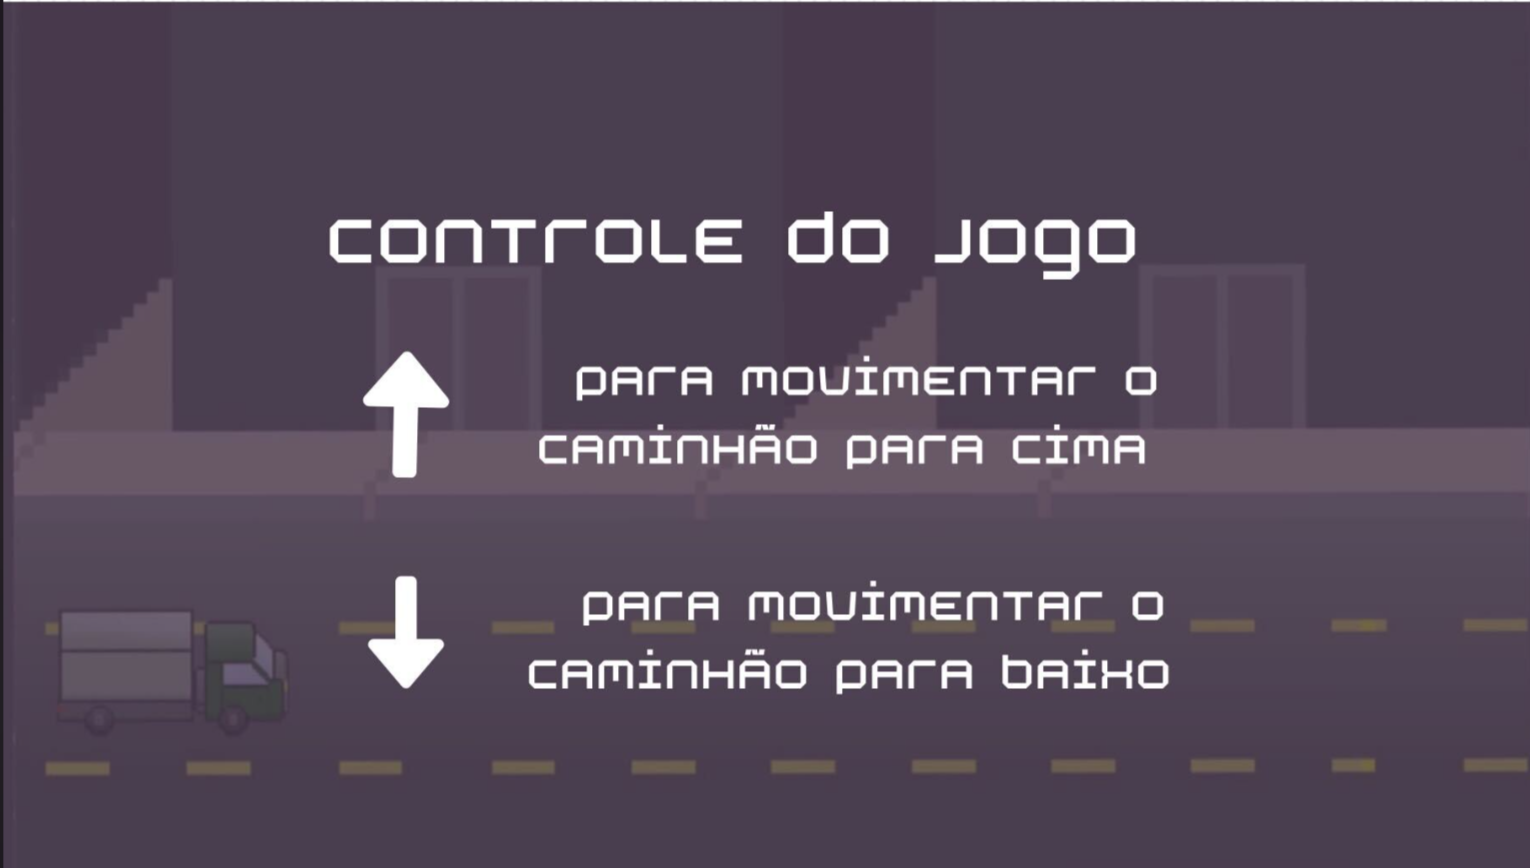 CONTROLE do JOGO
PARA MOVIMENTAR O
CAMINHÃO PARA CIMA
PARA MOVIMENTAR O
CAMINHÃO PARA BAIXO